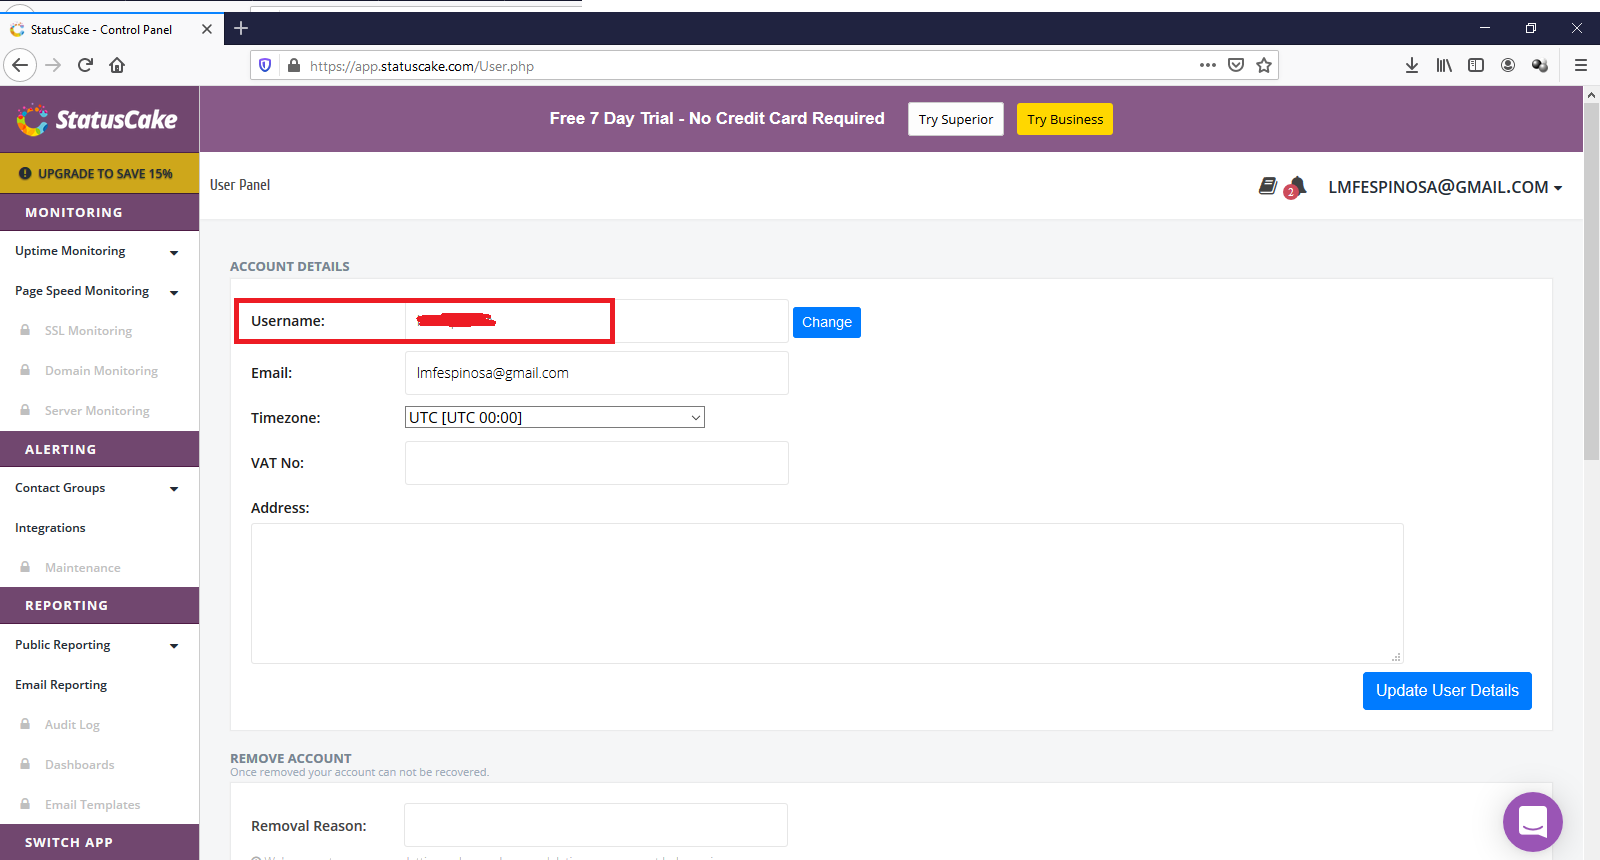 StatusCake - Control Panel
https://app.statuscake.com/User.php
StatusCake
Free 7 Day Trial - No Credit Card Required
Try Superior
Try Business
UPGRADE TO SAVE 15%
User Panel
2
LMFESPINOSA@GMAIL.COM
MONITORING
Uptime Monitoring
Page Speed Monitoring
SSL Monitoring
Domain Monitoring
Server Monitoring
ALERTING
Contact Groups
Integrations
Maintenance
REPORTING
Public Reporting
Email Reporting
Audit Log
Dashboards
Email Templates
SWITCH APP
ACCOUNT DETAILS
Username:
Change
Email:
lmfespinosa@gmail.com
Timezone:
UTC [UTC 00:00]
VAT No:
Address:
Update User Details
REMOVE ACCOUNT
Once removed your account can not be recovered.
Removal Reason: